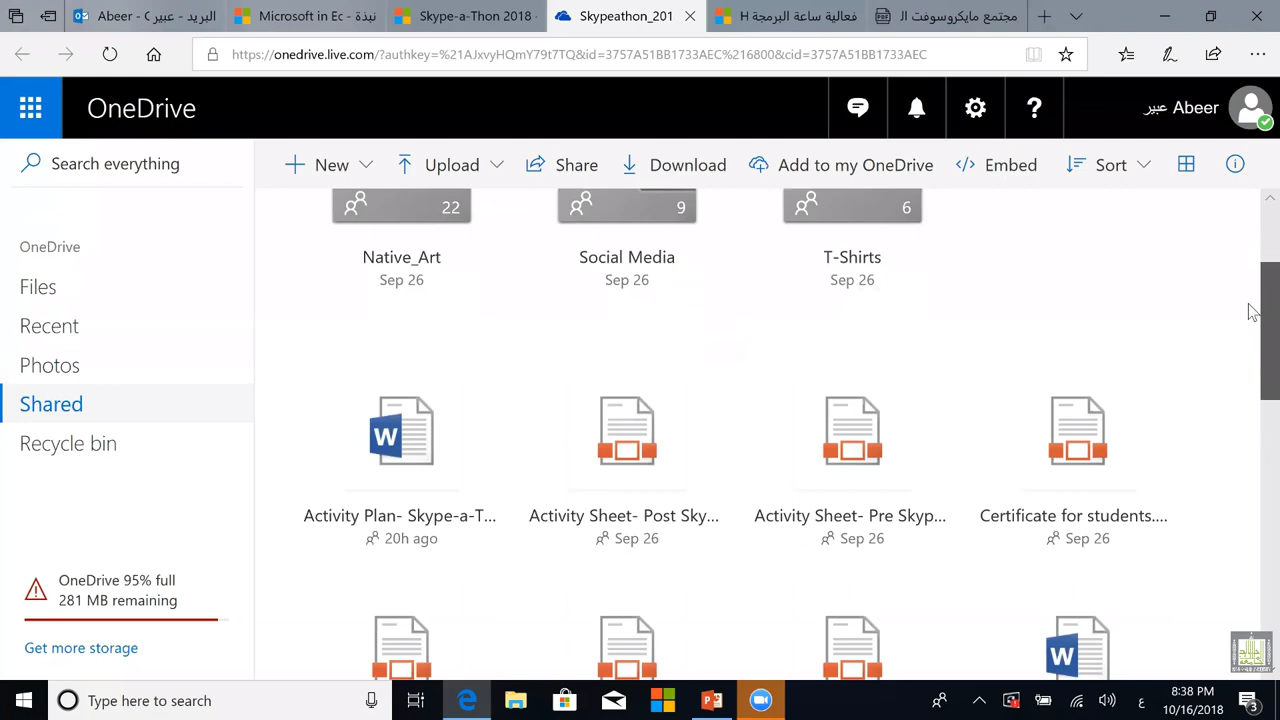 البريد - عبير Abeer -
Microsoft in Ec - نبذة
Skype-a-Thon 2018 -
Skypeathon_201
فعالية ساعة البرمجة H
مجتمع مايكروسوفت الـ
https://onedrive.live.com/?authkey=%21AJxvyHQmY79t7TQ&id=3757A51BB1733AEC%216800&cid=3757A51BB1733AEC
OneDrive
عبير Abeer
Search everything
New
Upload
Share
Download
Add to my OneDrive
Embed
Sort
22
9
6
Native_Art
Social Media
T-Shirts
Sep 26
Sep 26
Sep 26
OneDrive
Files
Recent
Photos
Shared
Recycle bin
Activity Plan- Skype-a-T...
Activity Sheet- Post Sky...
Activity Sheet- Pre Skyp...
Certificate for students....
20h ago
Sep 26
Sep 26
Sep 26
OneDrive 95% full
281 MB remaining
Get more storage
Type here to search
ع
8:38 PM
10/16/2018
3